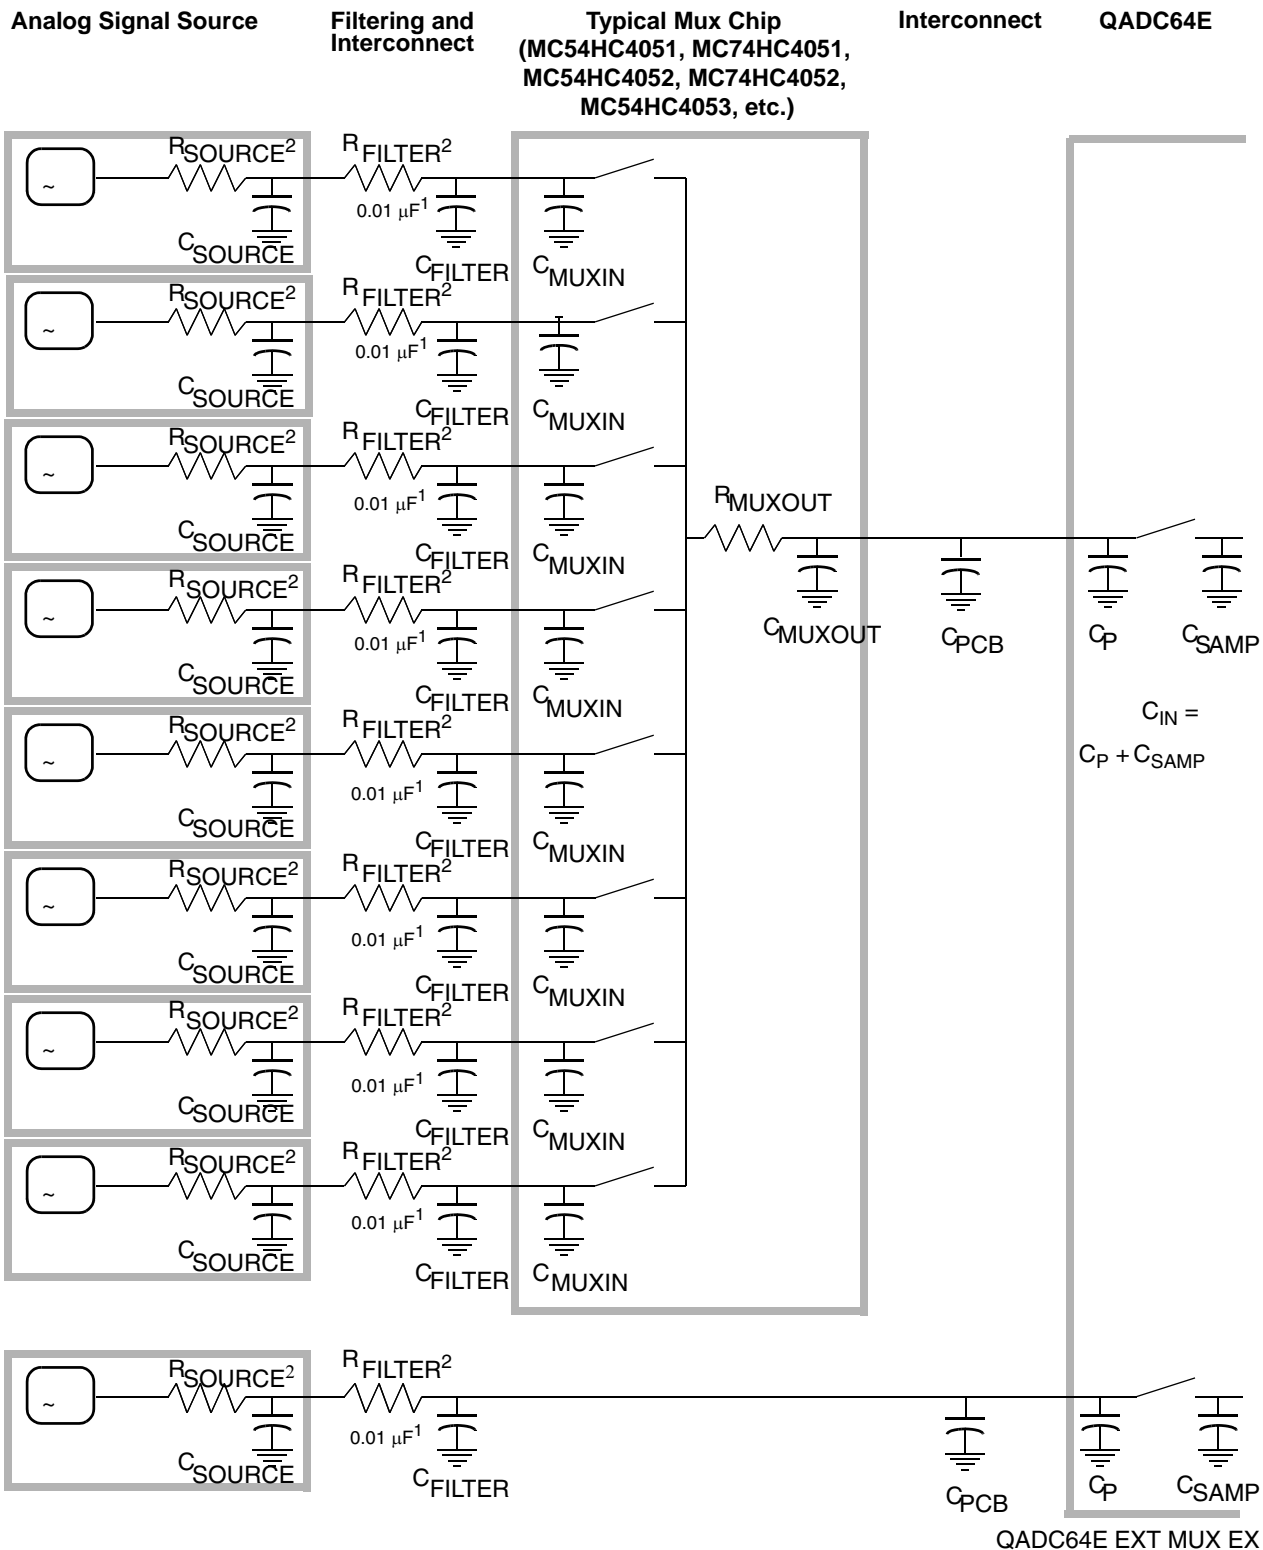 Analog Signal Source
Filtering and
Interconnect
Typical Mux Chip
(MC54HC4051, MC74HC4051,
MC54HC4052, MC74HC4052,
MC54HC4053, etc.)
Interconnect
QADC64E
RSOURCE2
RFILTER2
0.01 µF1
CSOURCE
CFILTER
CMUXIN
RSOURCE2
RFILTER2
0.01 µF1
CSOURCE
CFILTER
CMUXIN
RSOURCE2
RFILTER2
0.01 µF1
CSOURCE
CFILTER
CMUXIN
RMUXOUT
RSOURCE2
RFILTER2
0.01 µF1
CSOURCE
CFILTER
CMUXIN
CMUXOUT
CPCB
CP
CSAMP
CIN =
CP + CSAMP
RSOURCE2
RFILTER2
0.01 µF1
CSOURCE
CFILTER
CMUXIN
RSOURCE2
RFILTER2
0.01 µF1
CSOURCE
CFILTER
CMUXIN
RSOURCE2
RFILTER2
0.01 µF1
CSOURCE
CFILTER
CMUXIN
RSOURCE2
RFILTER2
0.01 µF1
CSOURCE
CFILTER
CMUXIN
RSOURCE2
RFILTER2
0.01 µF1
CSOURCE
CFILTER
CPCB
CP
CSAMP
QADC64E EXT MUX EX